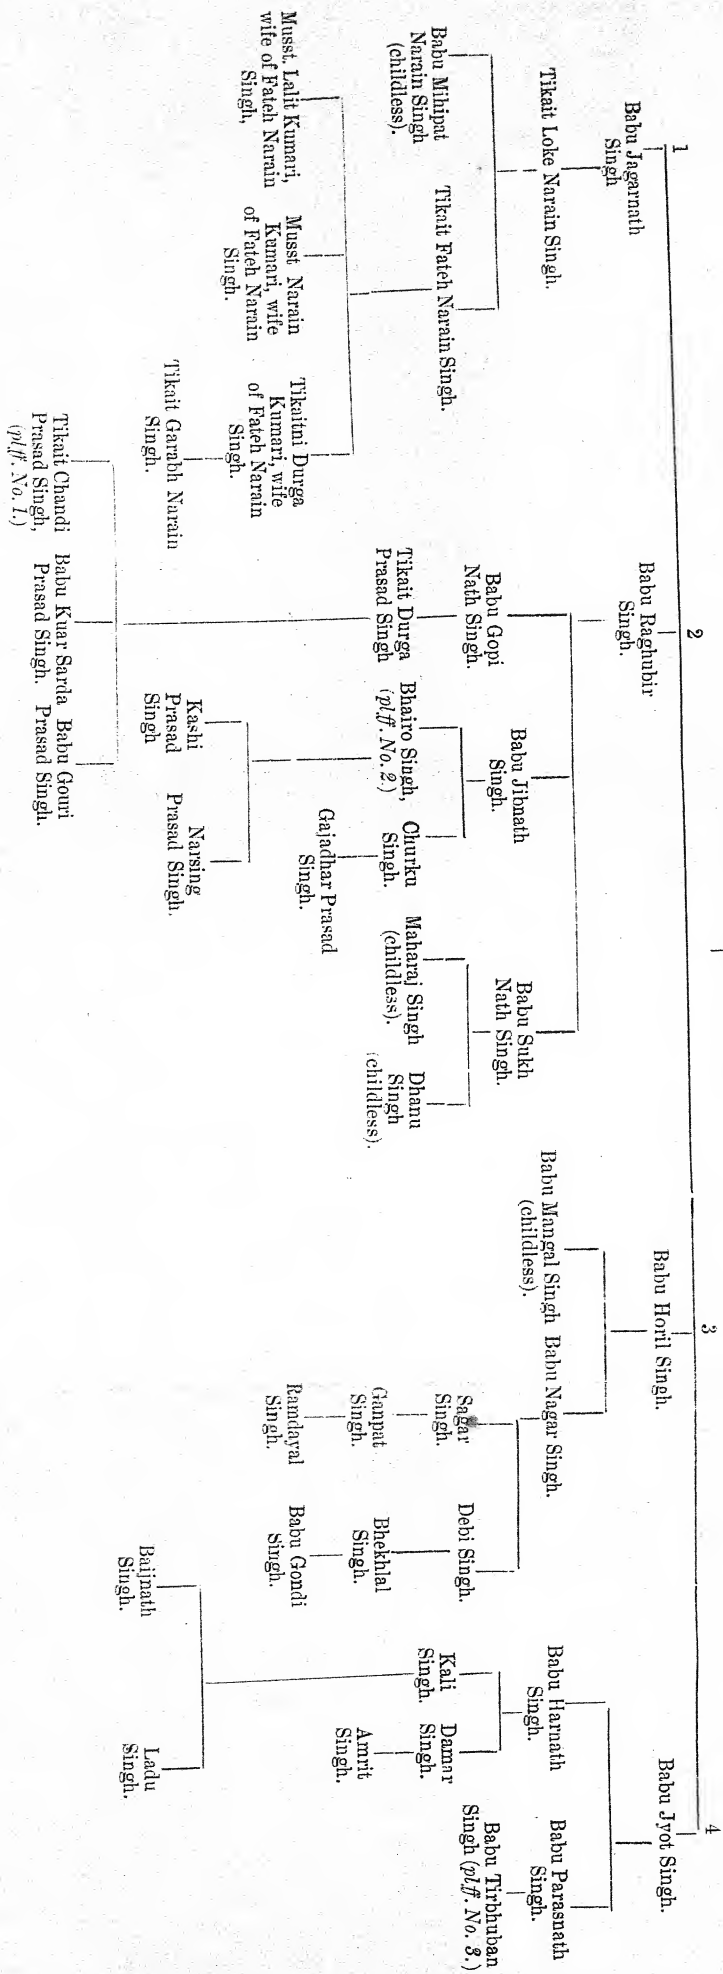 1
Babu Jagarnath
Singh
Tikait Loke Narain Singh.
Babu Mihipat
Narain Singh
(childless).
Tikait Fateh Narain Singh.
Musst. Lalit Kumari,
wife of Fateh Narain
Singh,
Musst Narain
Kumari, wife
of Fateh Narain
Singh.
Tikaitni Durga
Kumari, wife
of Fateh Narain
Singh.
Tikait Garabh Narain
Singh.
2
Babu Raghubir
Singh.
Babu Gopi
Nath Singh.
Babu Jibnath
Singh.
Babu Sukh
Nath Singh.
Tikait Durga
Prasad Singh
Bhairo Singh,
(plff. No. 2.)
Churku
Singh.
Maharaj Singh
(childless).
Dhanu
Singh
(childless).
Gajadhar Prasad
Singh.
Kashi
Prasad
Singh
Narsing
Prasad Singh.
Tikait Chandi
Prasad Singh,
(plff. No. 1.)
Babu Kuar Sarda
Prasad Singh.
Babu Gouri
Prasad Singh.
3
Babu Horil Singh.
Babu Mangal Singh
(childless).
Babu Nagar Singh.
Sagar
Singh.
Debi Singh.
Ganpat
Singh.
Bhekhlal
Singh.
Ramdayal
Singh.
Babu Gondi
Singh.
4
Babu Jyot Singh.
Babu Harnath
Singh.
Babu Parasnath
Singh.
Kali
Singh.
Damar
Singh.
Babu Tirbhuban
Singh (plff. No. 3.)
Amrit
Singh.
Baijnath
Singh.
Ladu
Singh.